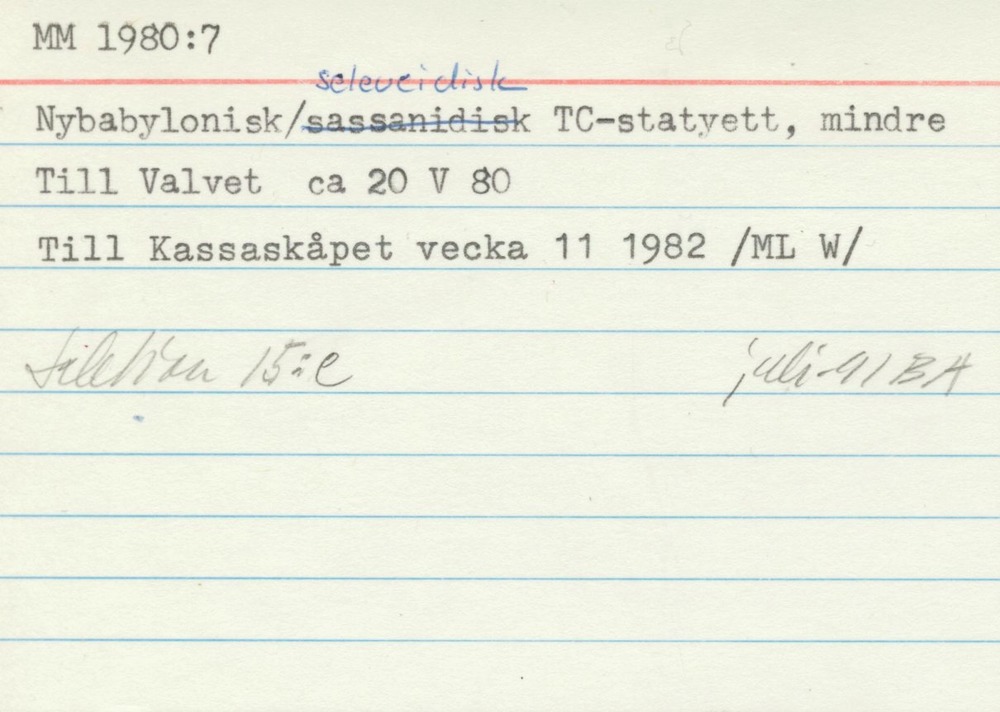 MM 1980:7
seleucidisk
Nybabylonisk/sassanidisk TC-statyett, mindre
Till Valvet ca 20 V 80
Till Kassaskåpet vecka 11 1982 /ML W/
15:e juli-91 BA